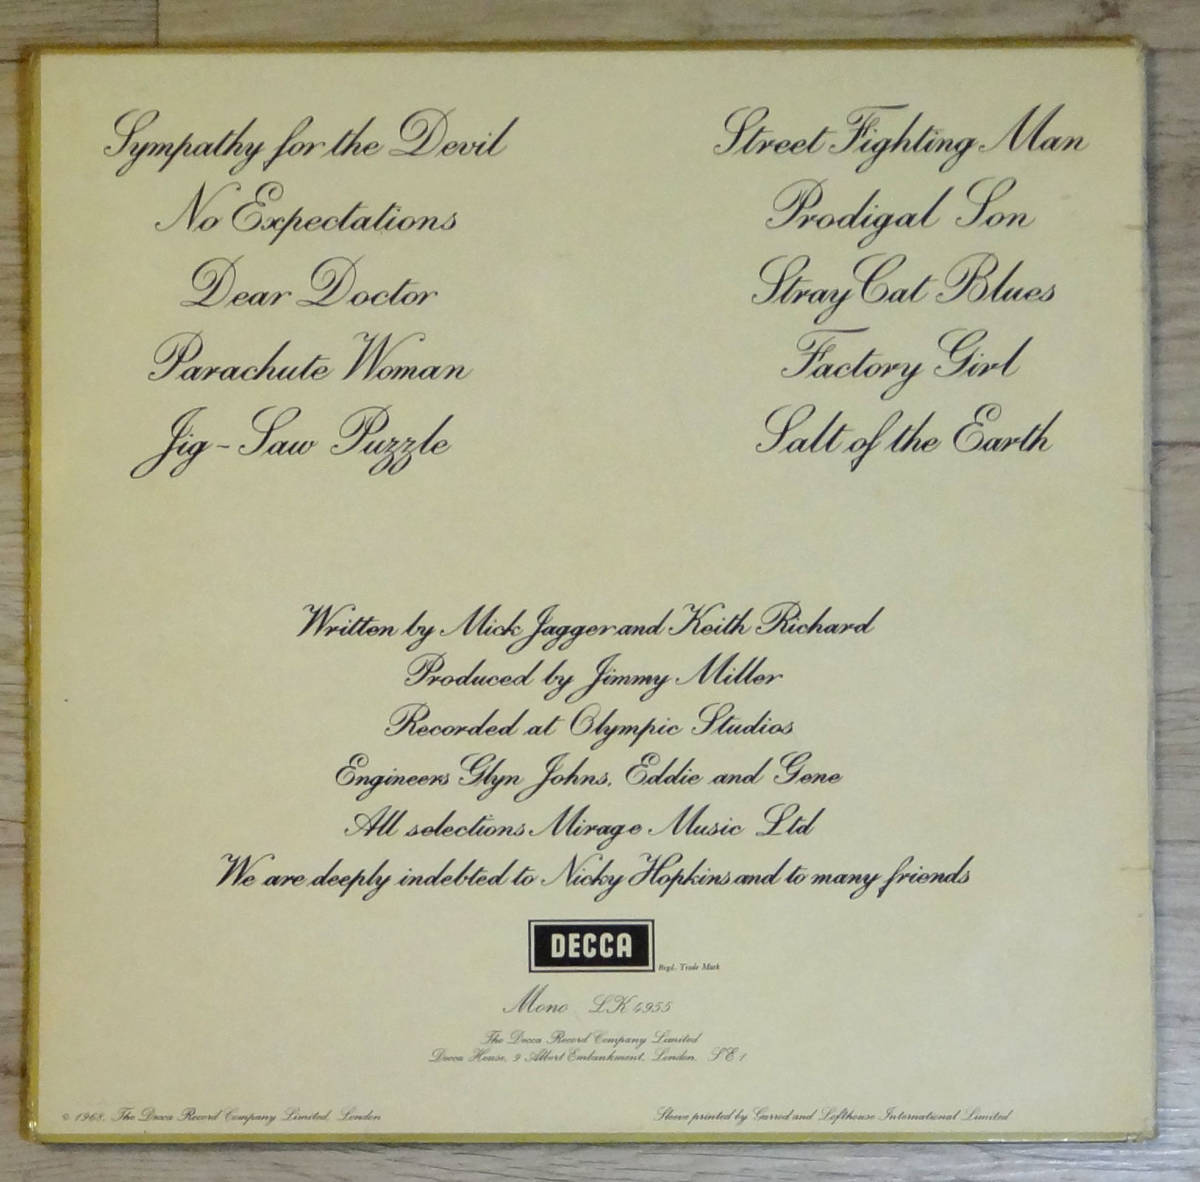 Sympathy for the Devil
No Expectations
Dear Doctor
Parachute Woman
Jig-Saw Puzzle
Street Fighting Man
Prodigal Son
Stray Cat Blues
Factory Girl
Salt of the Earth
Written by Mick Jagger and Keith Richard
Produced by Jimmy Miller
Recorded at Olympic Studios
Engineers Glyn Johns, Eddie and Gene
All selections Mirage Music Ltd
We are deeply indebted to Nicky Hopkins and to many friends
DECCA
Regd. Trade Mark
Mono LK 4955
The Decca Record Company Limited
Decca House, 9 Albert Embankment, London, SE 1
© 1968, The Decca Record Company Limited, London
Sleeve printed by Garrod and Lofthouse International Limited